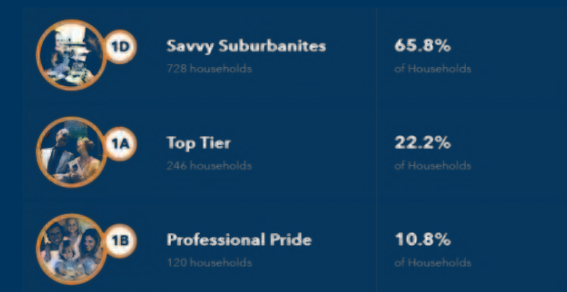 1D
Savvy Suburbanites
65.8%
728 households
of Households
1A
Top Tier
22.2%
246 households
of Households
1B
Professional Pride
10.8%
120 households
of Households